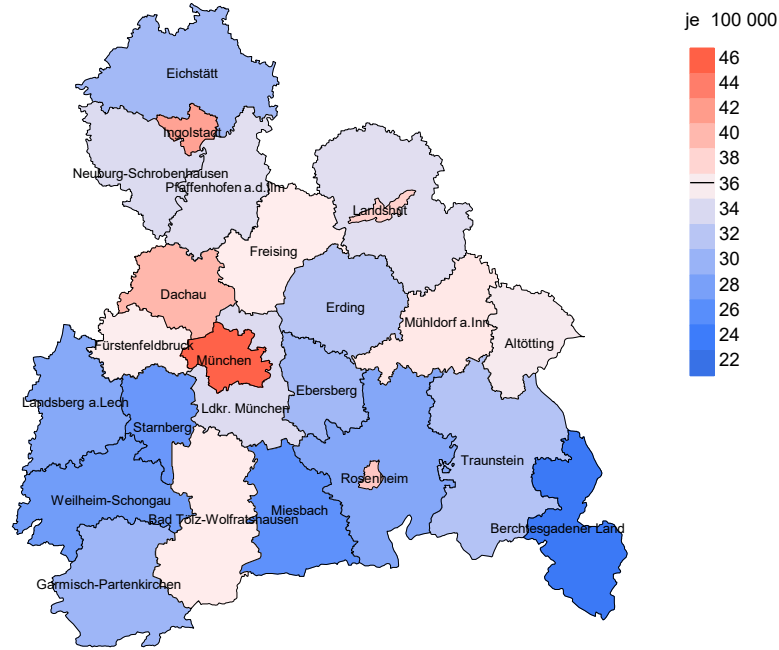 je 100 000
46
44
42
40
38
36
34
32
30
28
26
24
22
Eichstätt
Ingolstadt
Neuburg-Schrobenhausen
Pfaffenhofen a.d.Ilm
Landshut
Freising
Dachau
Erding
Mühldorf a.Inn
Altötting
Fürstenfeldbruck
München
Ebersberg
Landsberg a.Lech
Ldkr. München
Starnberg
Traunstein
Rosenheim
Weilheim-Schongau
Miesbach
Bad Tölz-Wolfratshausen
Berchtesgadener Land
Garmisch-Partenkirchen